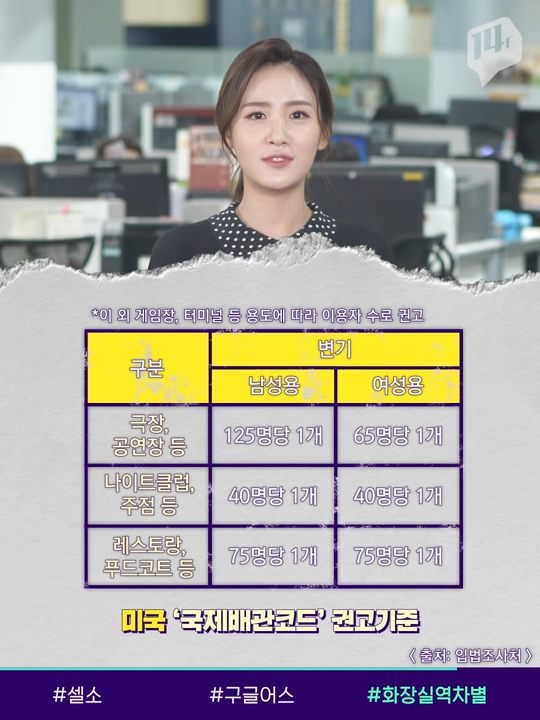 14F
*이 외 게임장, 터미널 등 용도에 따라 이용자 수로 권고
구분
변기
남성용
여성용
극장,
공연장 등
125명당 1개
65명당 1개
나이트클럽,
주점 등
40명당 1개
40명당 1개
레스토랑,
푸드코트 등
75명당 1개
75명당 1개
미국 ‘국제배관코드’ 권고기준
< 출처: 입법조사처 >
#셀소
#구글어스
#화장실역차별